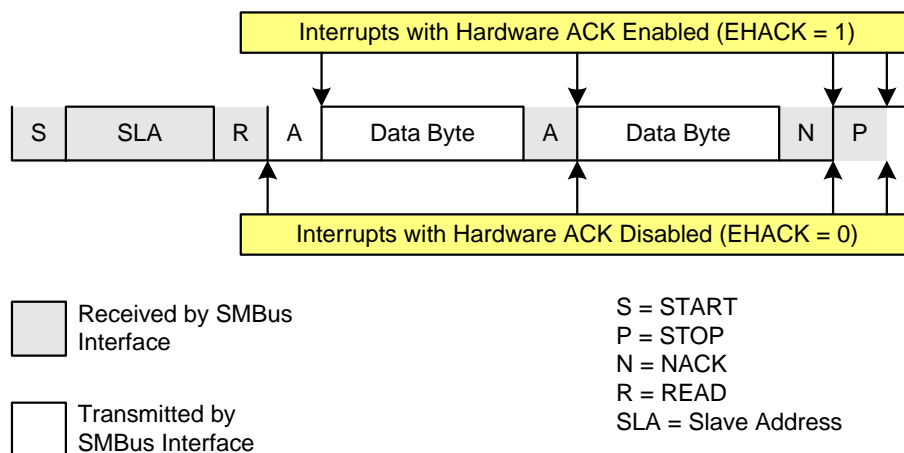 Interrupts with Hardware ACK Enabled (EHACK = 1)
S SLA R A Data Byte A Data Byte N P
Interrupts with Hardware ACK Disabled (EHACK = 0)
Received by SMBus
Interface
Transmitted by
SMBus Interface
S = START
P = STOP
N = NACK
R = READ
SLA = Slave Address